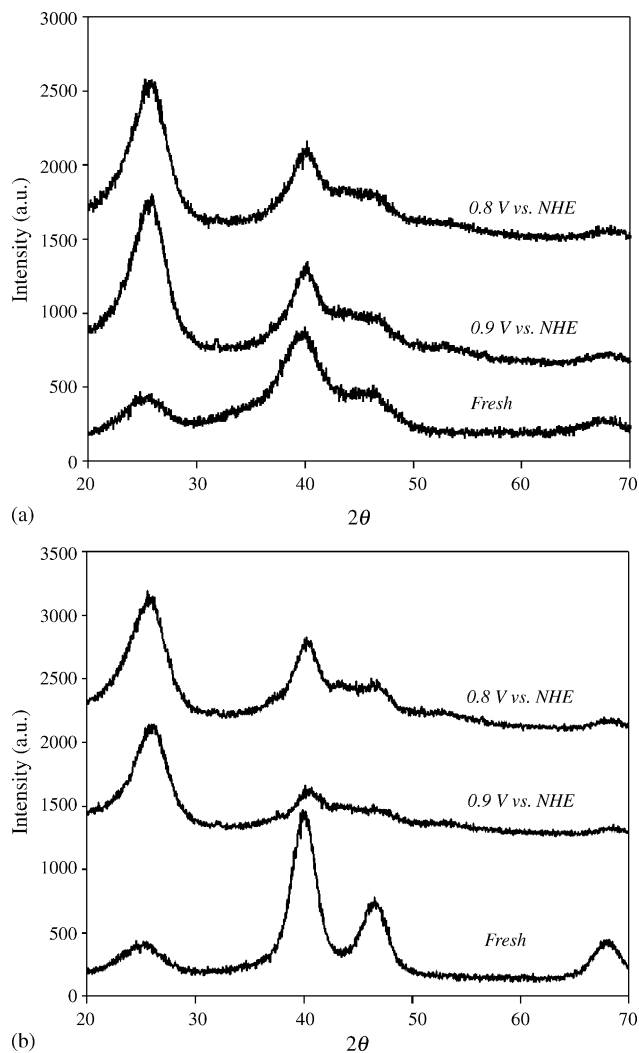 3000
2500
2000
1500
1000
500
0
Intensity (a.u.)
0.8 V vs. NHE
0.9 V vs. NHE
Fresh
20 30 40 50 60 70
(a)
2θ
3500
3000
2500
2000
1500
1000
500
0
Intensity (a.u.)
0.8 V vs. NHE
0.9 V vs. NHE
Fresh
20 30 40 50 60 70
(b)
2θ